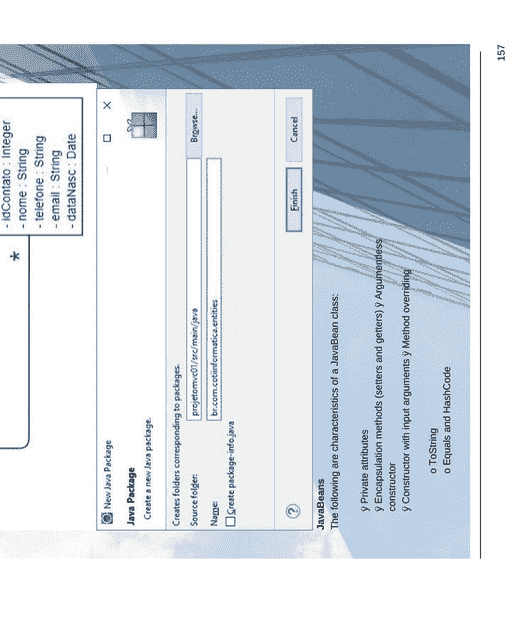 - idContato : Integer
- nome : String
- telefone : String
- email : String
- dataNasc : Date
*
New Java Package
Java Package
Create a new Java package.
Creates folders corresponding to packages.
Source folder: projetomvc01/src/main/java Browse...
Name: br.com.cotiinformatica.entities
Create package-info.java
Finish Cancel
JavaBeans
The following are characteristics of a JavaBean class:
ÿ Private attributes
ÿ Encapsulation methods (setters and getters) ÿ Argumentless
constructor
ÿ Constructor with input arguments ÿ Method overriding:
o ToString
o Equals and HashCode
157